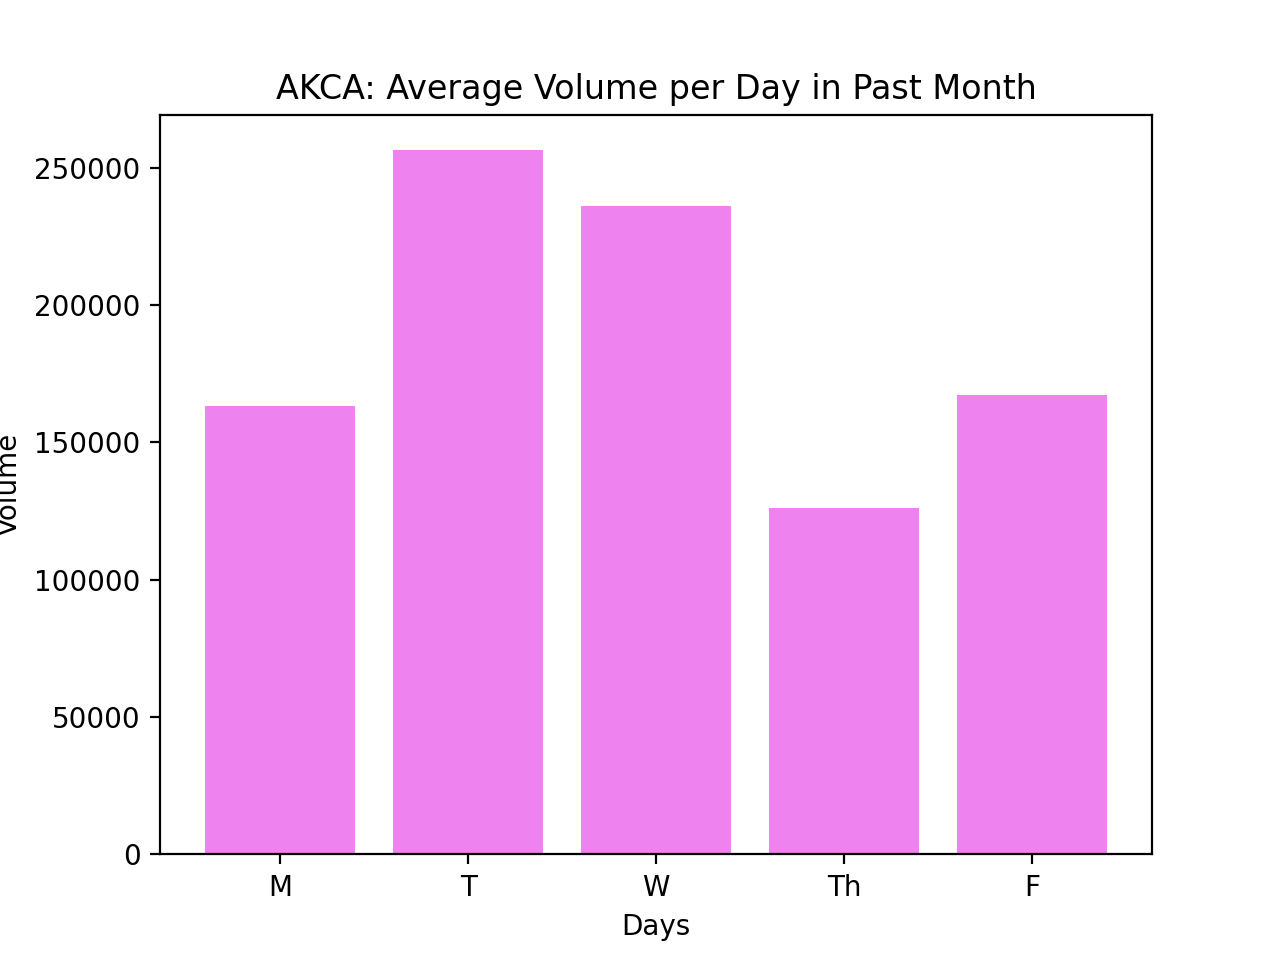 AKCA: Average Volume per Day in Past Month
250000
200000
150000
100000
50000
0
Volume
M
T
W
Th
F
Days